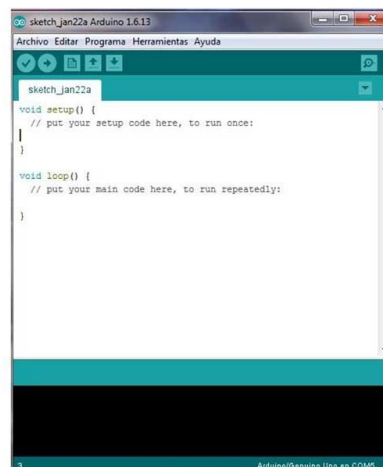 sketch_jan22a Arduino 1.6.13
Archivo Editar Programa Herramientas Ayuda
sketch_jan22a
void setup() {
// put your setup code here, to run once:
}
void loop() {
// put your main code here, to run repeatedly:
}
3 Arduino/Genuino Uno en COM5